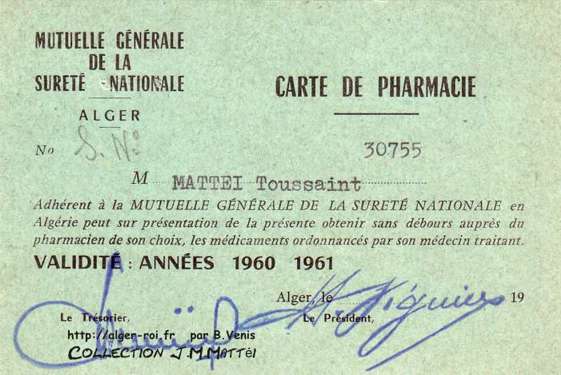 MUTUELLE GÉNÉRALE
DE LA
SURETÉ NATIONALE
ALGER
CARTE DE PHARMACIE
No S. No
30755
M MATTEI Toussaint
Adhérent à la MUTUELLE GÉNÉRALE DE LA SURETÉ NATIONALE en
Algérie peut sur présentation de la présente obtenir sans débours auprès du
pharmacien de son choix, les médicaments ordonnancés par son médecin traitant.
VALIDITÉ : ANNÉES 1960 1961
Alger, le 19
Le Trésorier, Le Président,
http://alger-roi.fr par B.Venis
COLLECTION J.M.MATTÉI